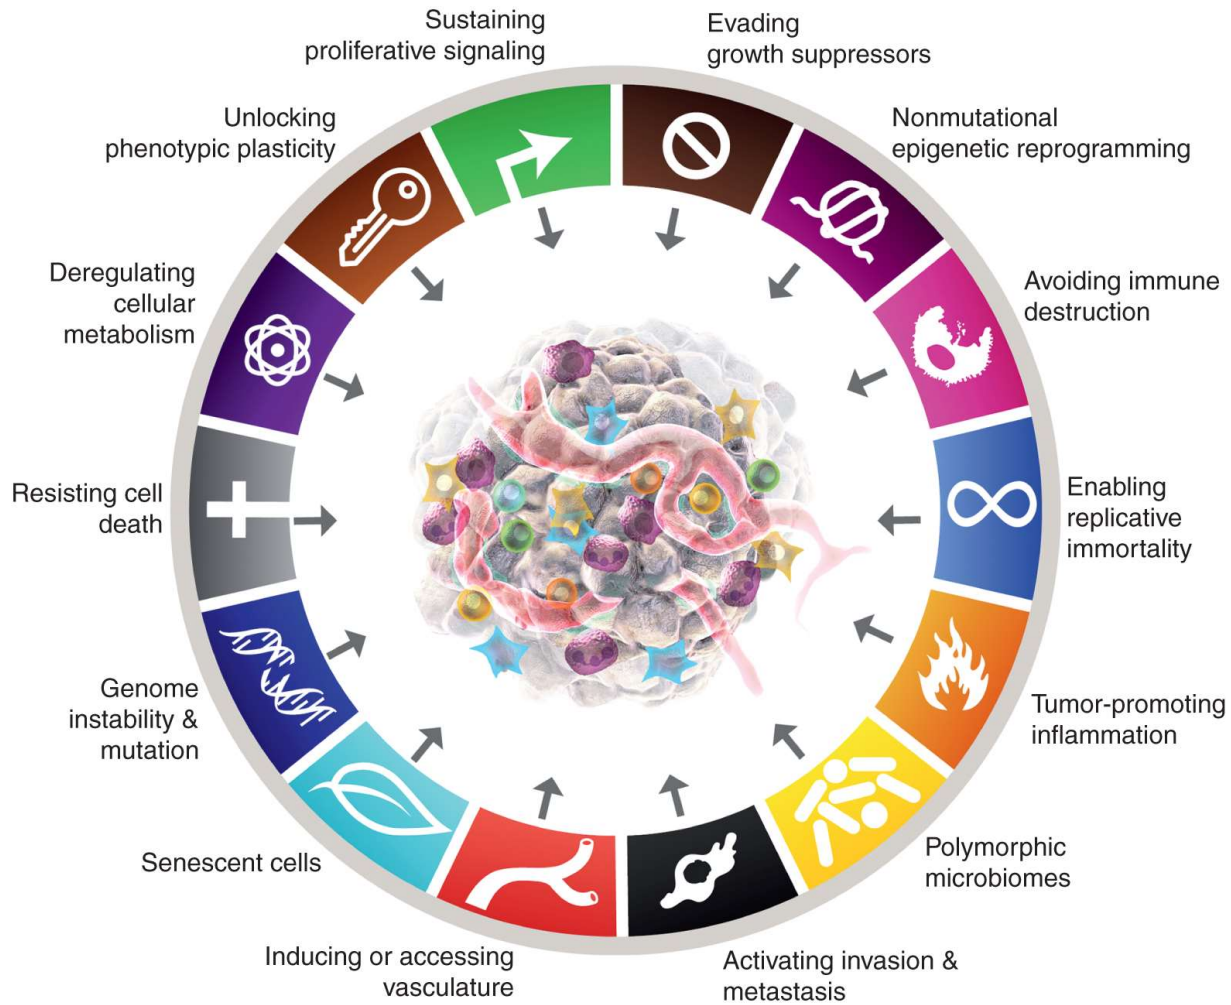 Sustaining
proliferative signaling
Evading
growth suppressors
Nonmutational
epigenetic reprogramming
Avoiding immune
destruction
Enabling
replicative
immortality
Tumor-promoting
inflammation
Polymorphic
microbiomes
Activating invasion &
metastasis
Inducing or accessing
vasculature
Senescent cells
Genome
instability &
mutation
Resisting cell
death
Deregulating
cellular
metabolism
Unlocking
phenotypic plasticity